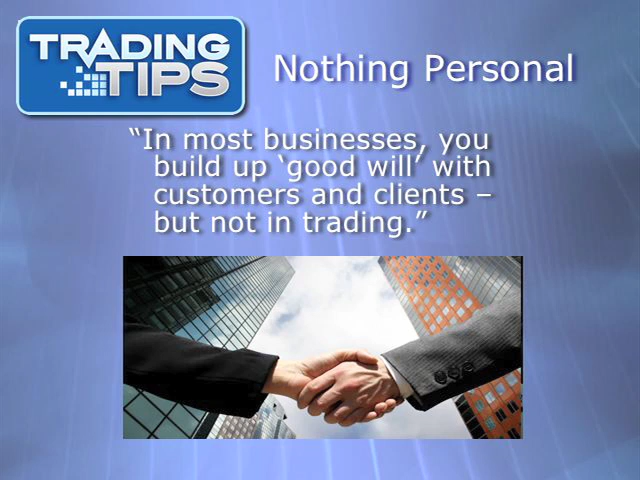 TRADING
TIPS
Nothing Personal
“In most businesses, you
build up ‘good will’ with
customers and clients –
but not in trading.”